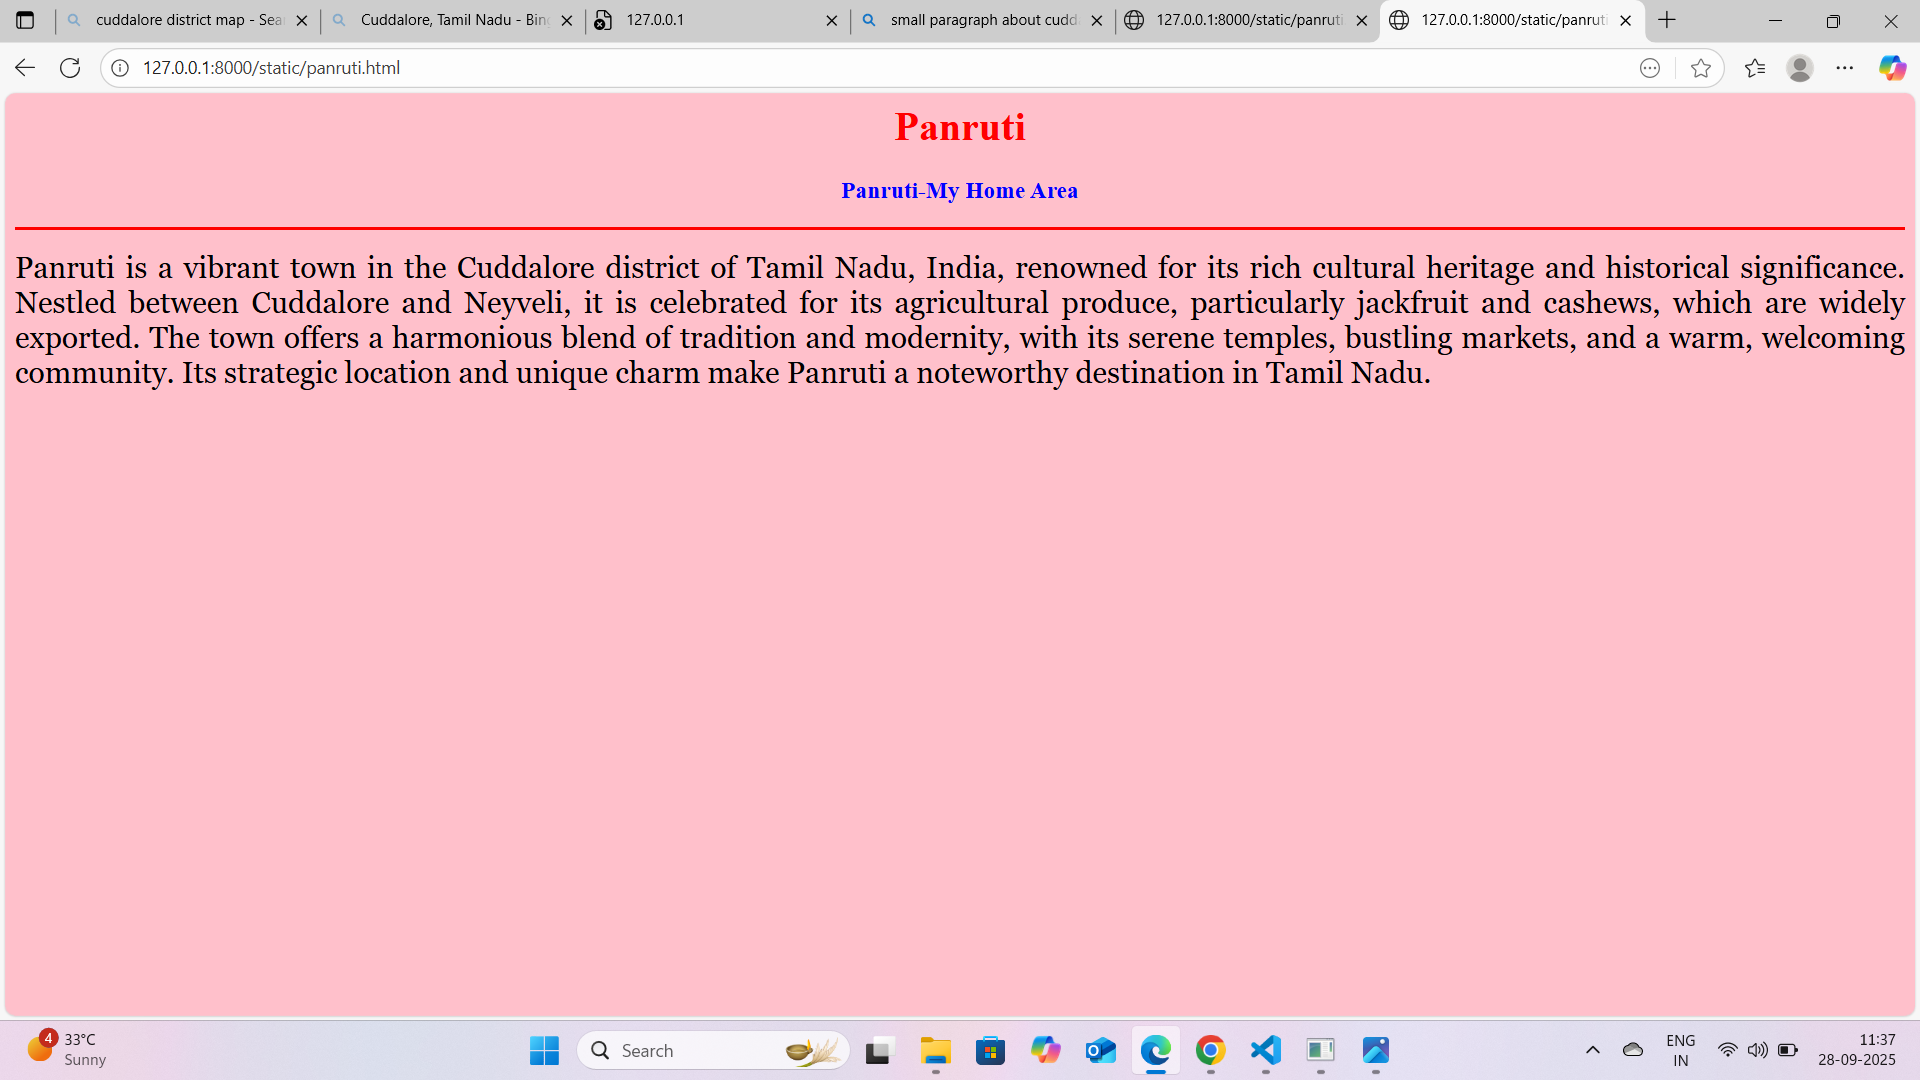 cuddalore district map - Sea
Cuddalore, Tamil Nadu - Bing
127.0.0.1
small paragraph about cudda
127.0.0.1:8000/static/panruti
127.0.0.1:8000/static/panruti
127.0.0.1:8000/static/panruti.html
Panruti
Panruti-My Home Area
Panruti is a vibrant town in the Cuddalore district of Tamil Nadu, India, renowned for its rich cultural heritage and historical significance.
Nestled between Cuddalore and Neyveli, it is celebrated for its agricultural produce, particularly jackfruit and cashews, which are widely
exported. The town offers a harmonious blend of tradition and modernity, with its serene temples, bustling markets, and a warm, welcoming
community. Its strategic location and unique charm make Panruti a noteworthy destination in Tamil Nadu.
4
33°C
Sunny
Search
ENG
IN
11:37
28-09-2025